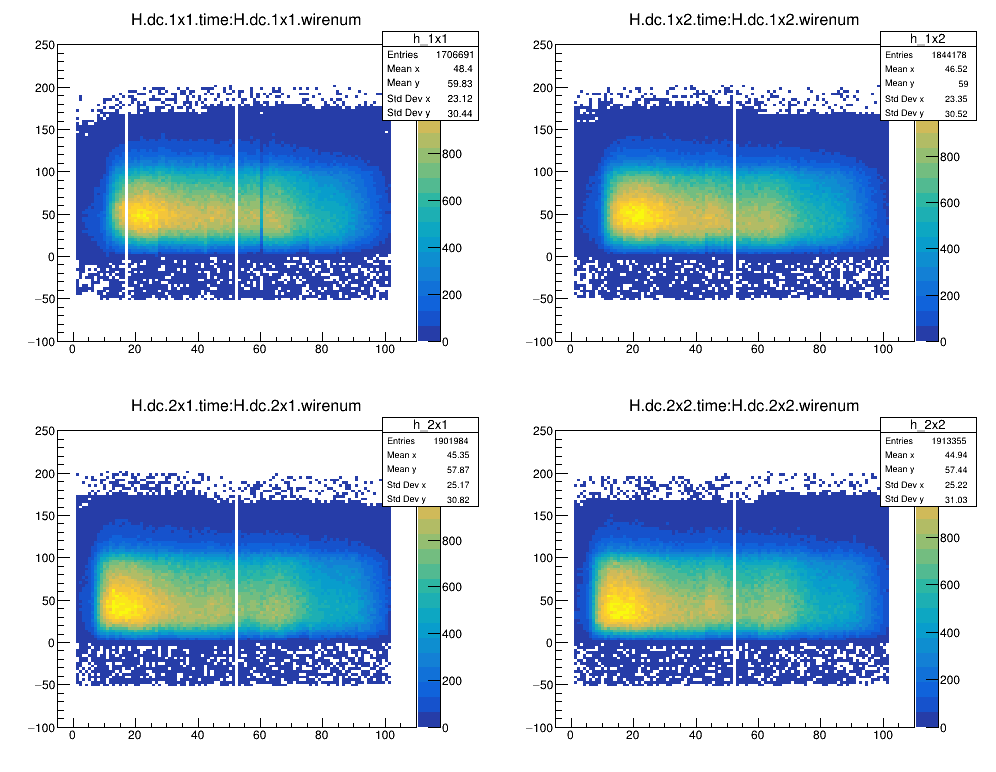 H.dc.1x1.time:H.dc.1x1.wirenum
h_1x1
Entries 1706691
Mean x 48.4
Mean y 59.83
Std Dev x 23.12
Std Dev y 30.44
250
200
150
100
50
0
−50
−100
0 20 40 60 80 100
800
600
400
200
0
H.dc.1x2.time:H.dc.1x2.wirenum
h_1x2
Entries 1844178
Mean x 46.52
Mean y 59
Std Dev x 23.35
Std Dev y 30.52
250
200
150
100
50
0
−50
−100
0 20 40 60 80 100
800
600
400
200
0
H.dc.2x1.time:H.dc.2x1.wirenum
h_2x1
Entries 1901984
Mean x 45.35
Mean y 57.87
Std Dev x 25.17
Std Dev y 30.82
250
200
150
100
50
0
−50
−100
0 20 40 60 80 100
800
600
400
200
0
H.dc.2x2.time:H.dc.2x2.wirenum
h_2x2
Entries 1913355
Mean x 44.94
Mean y 57.44
Std Dev x 25.22
Std Dev y 31.03
250
200
150
100
50
0
−50
−100
0 20 40 60 80 100
800
600
400
200
0